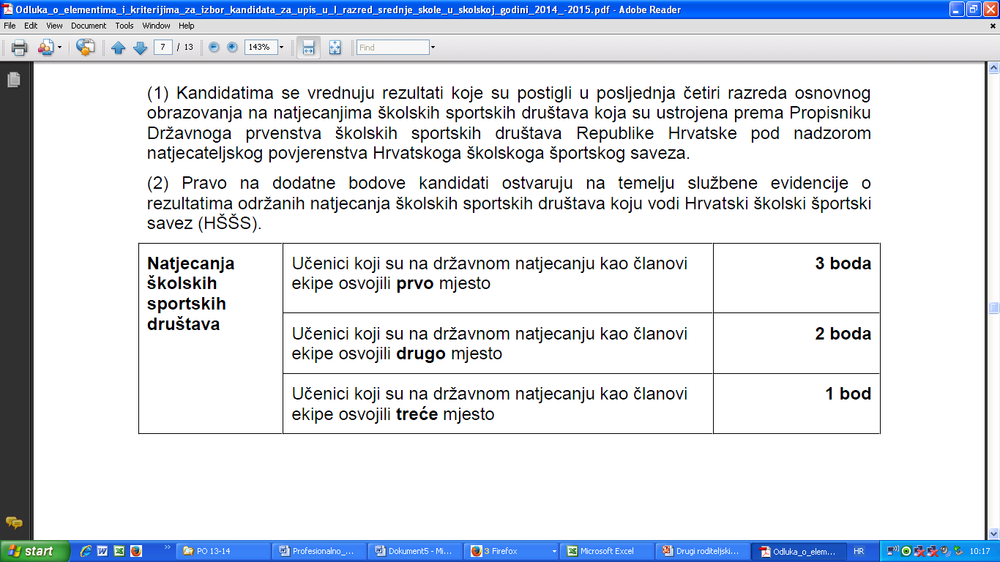 Odluka_o_elementima_i_kriterijima_za_izbor_kandidata_za_upis_u_I_razred_srednje_skole_u_skolskoj_godini_2014_-2015.pdf - Adobe Reader
File Edit View Document Tools Window Help
7 / 13 143% Find
(1) Kandidatima se vrednuju rezultati koje su postigli u posljednja četiri razreda osnovnog
obrazovanja na natjecanjima školskih sportskih društava koja su ustrojena prema Propisniku
Državnoga prvenstva školskih sportskih društava Republike Hrvatske pod nadzorom
natjecateljskog povjerenstva Hrvatskoga školskoga športskog saveza.
(2) Pravo na dodatne bodove kandidati ostvaruju na temelju službene evidencije o
rezultatima održanih natjecanja školskih sportskih društava koju vodi Hrvatski školski športski
savez (HŠŠS).
Natjecanja
školskih
sportskih
društava
Učenici koji su na državnom natjecanju kao članovi
ekipe osvojili prvo mjesto
3 boda
Učenici koji su na državnom natjecanju kao članovi
ekipe osvojili drugo mjesto
2 boda
Učenici koji su na državnom natjecanju kao članovi
ekipe osvojili treće mjesto
1 bod
start
PO 13-14
Profesionalno_...
Dokument5 - Mi...
3 Firefox
Microsoft Excel
Drugi roditeljski...
Odluka_o_elem...
HR
10:17